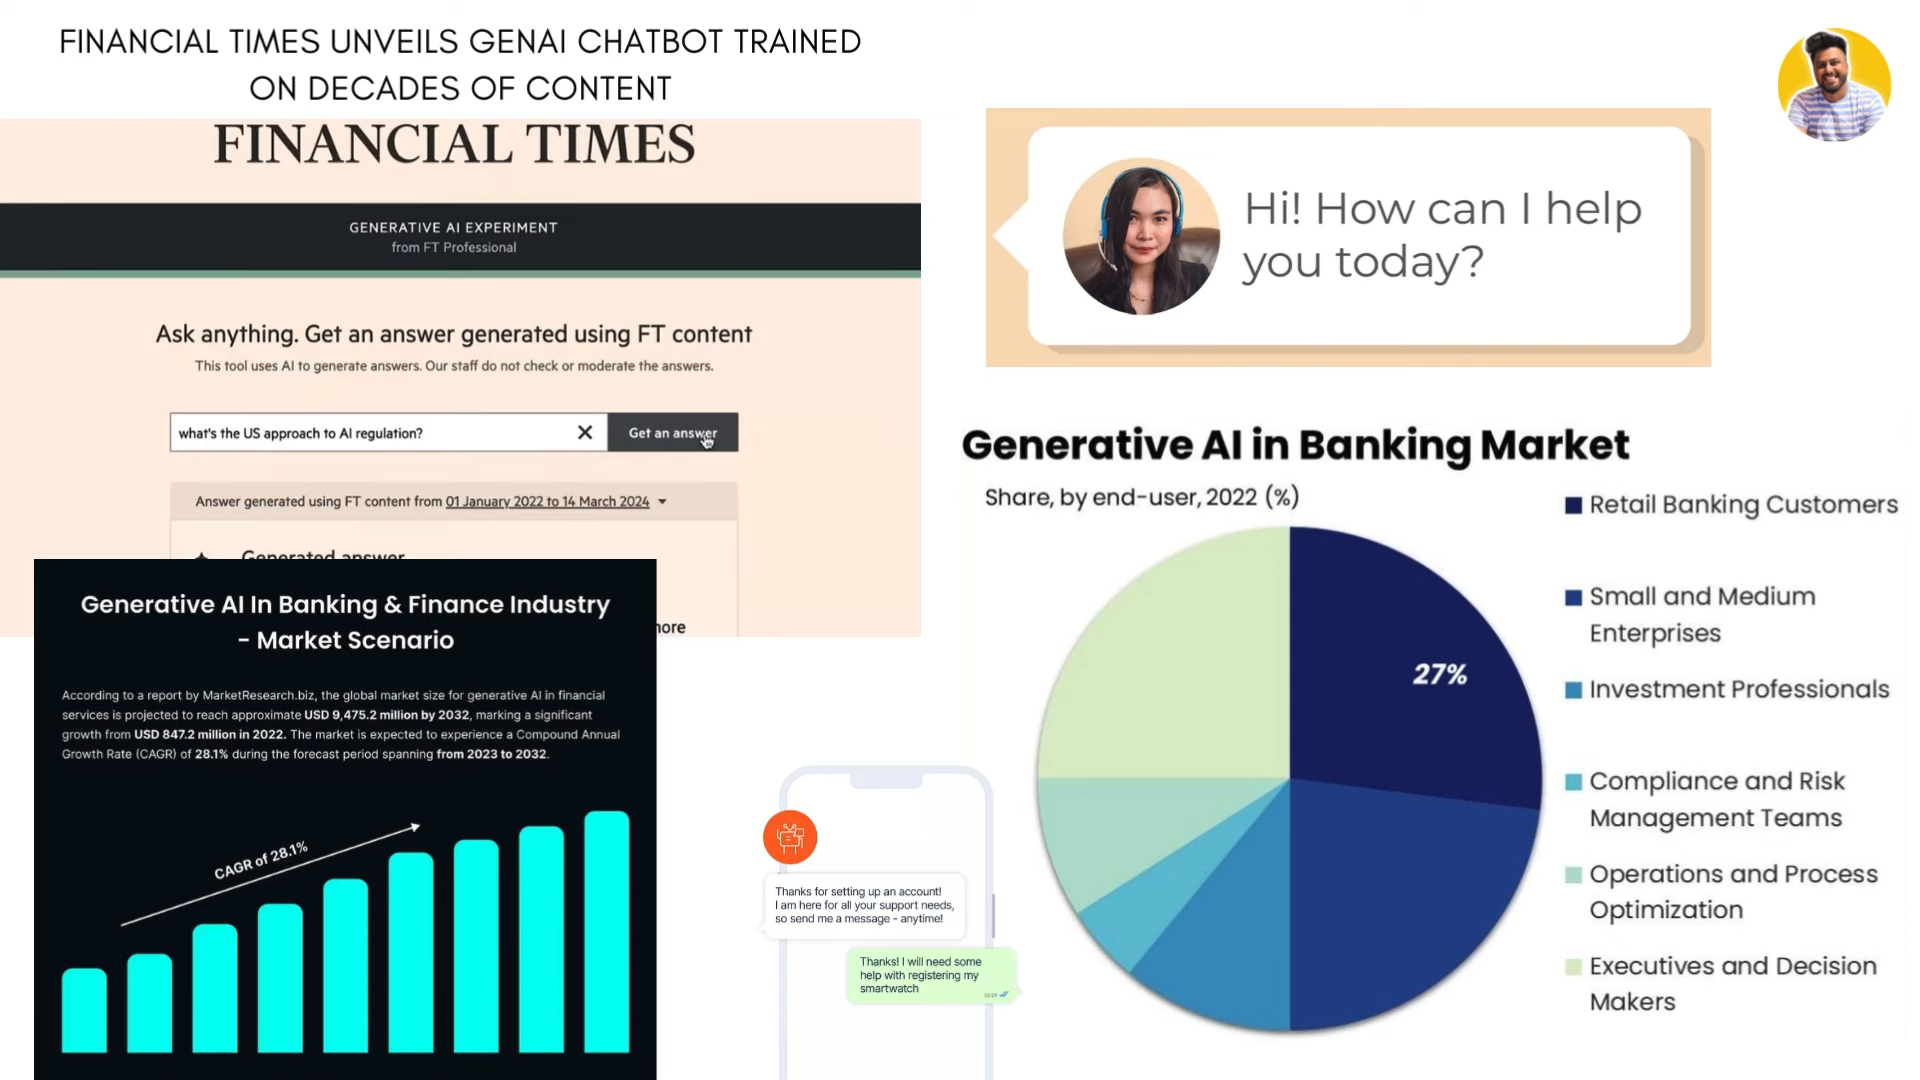 FINANCIAL TIMES UNVEILS GENAI CHATBOT TRAINED
ON DECADES OF CONTENT
FINANCIAL TIMES
GENERATIVE AI EXPERIMENT
from FT Professional
Ask anything. Get an answer generated using FT content
This tool uses AI to generate answers. Our staff do not check or moderate the answers.
what's the US approach to AI regulation?
Get an answer
Answer generated using FT content from 01 January 2022 to 14 March 2024
Generated answer
Hi! How can I help
you today?
Generative AI In Banking & Finance Industry
- Market Scenario
According to a report by MarketResearch.biz, the global market size for generative AI in financial
services is projected to reach approximate USD 9,475.2 million by 2032, marking a significant
growth from USD 847.2 million in 2022. The market is expected to experience a Compound Annual
Growth Rate (CAGR) of 28.1% during the forecast period spanning from 2023 to 2032.
CAGR of 28.1%
Thanks for setting up an account!
I am here for all your support needs,
so send me a message - anytime!
Thanks! I will need some
help with registering my
smartwatch
Generative AI in Banking Market
Share, by end-user, 2022 (%)
27%
Retail Banking Customers
Small and Medium
Enterprises
Investment Professionals
Compliance and Risk
Management Teams
Operations and Process
Optimization
Executives and Decision
Makers